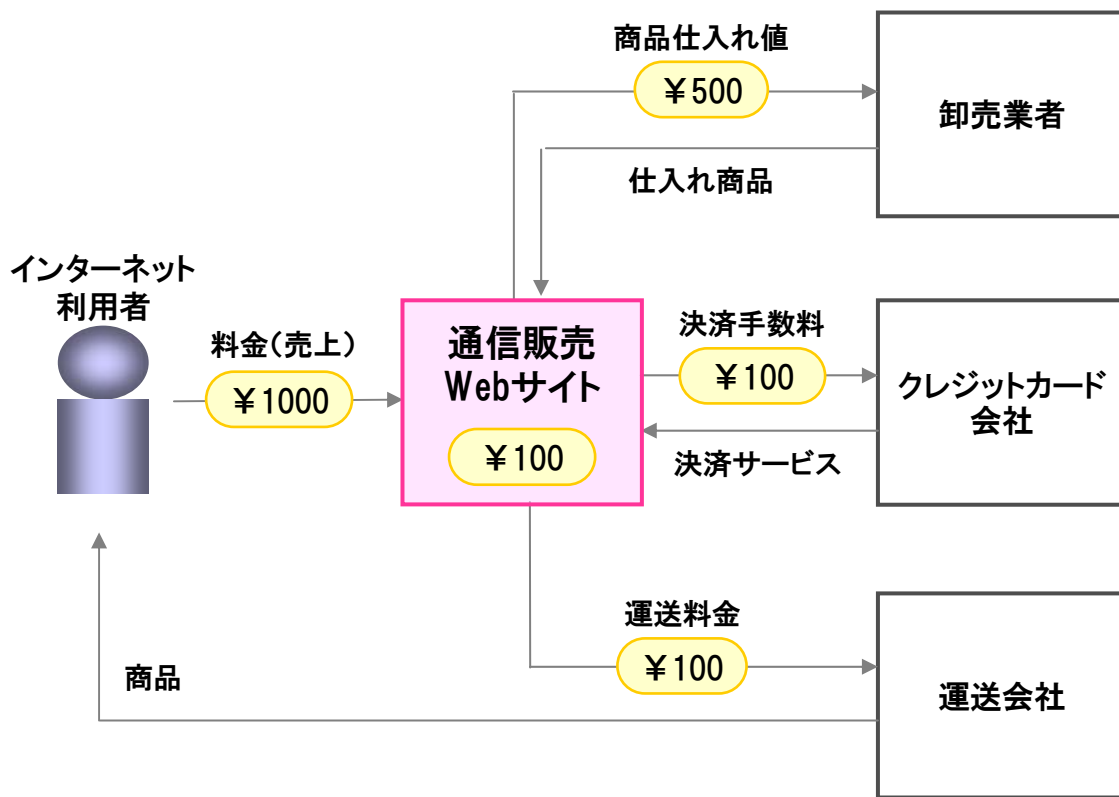 商品仕入れ値
￥500
卸売業者
仕入れ商品
インターネット
利用者
料金(売上)
￥1000
通信販売
Webサイト
￥100
決済手数料
￥100
クレジットカード
会社
決済サービス
運送料金
￥100
運送会社
商品